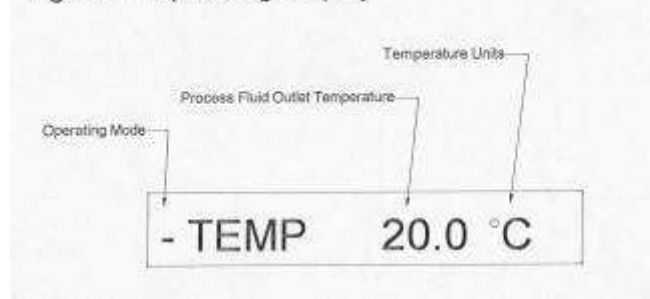 Temperature Units
Process Fluid Outlet Temperature
Operating Mode
- TEMP 20.0 °C